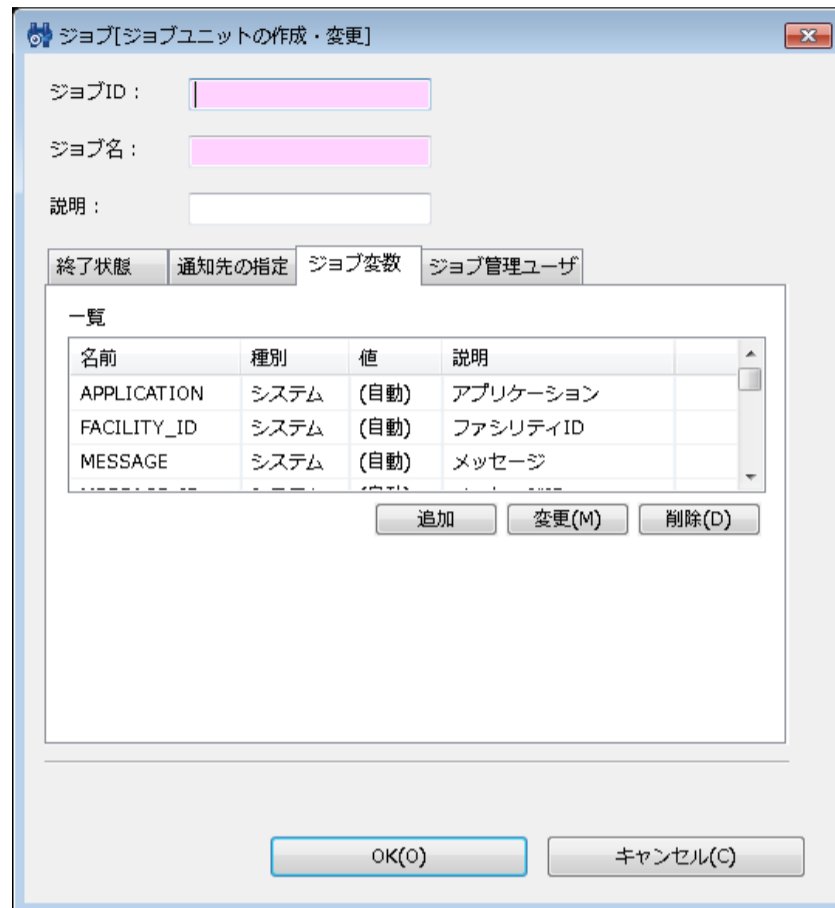 ジョブ[ジョブユニットの作成・変更]
ジョブID：
ジョブ名：
説明：
終了状態 通知先の指定 ジョブ変数 ジョブ管理ユーザ
一覧
名前 種別 値 説明
APPLICATION システム (自動) アプリケーション
FACILITY_ID システム (自動) ファシリティID
MESSAGE システム (自動) メッセージ
追加 変更(M) 削除(D)
OK(O) キャンセル(C)